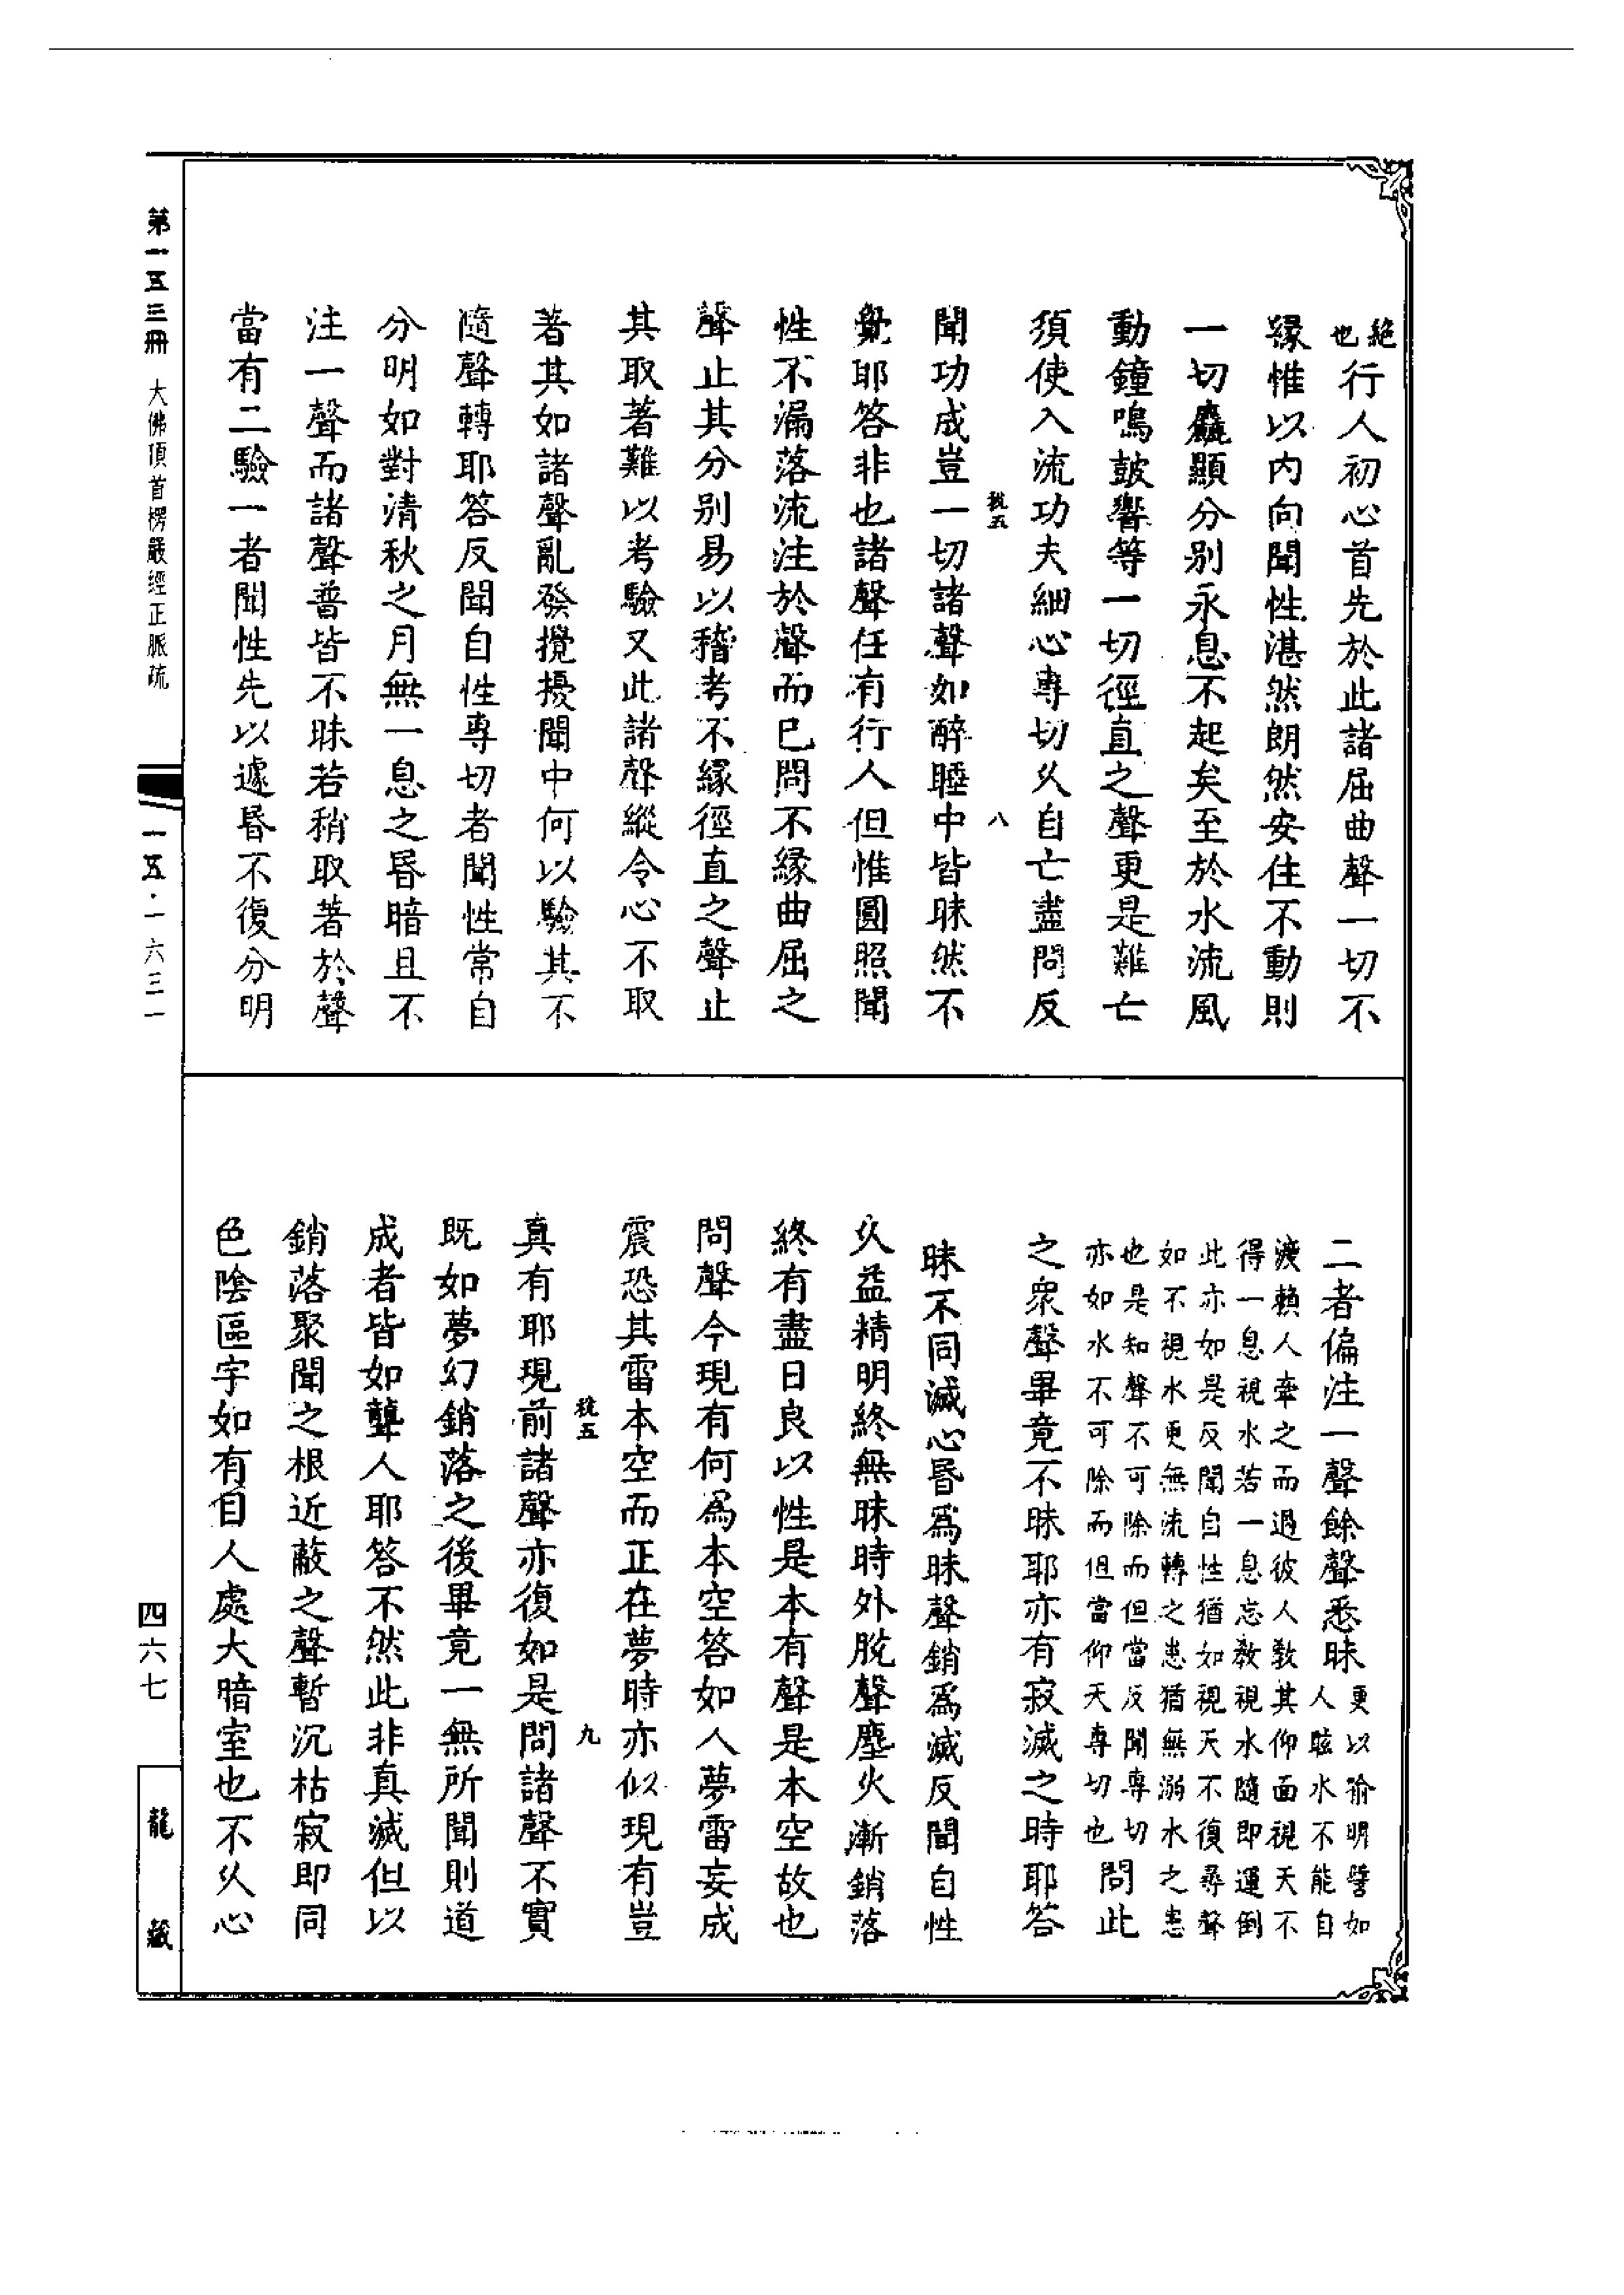 絕
也行人初心首先於此諸屈曲聲一切不
緣惟以內向聞性湛然朗然安住不動則
一切麤顯分別永息不起矣至於水流風
動鐘鳴鼓響等一切徑直之聲更是難亡
須使入流功夫細心專切久自亡盡問反
五 八
聞功成豈一切諸聲如醉睡中皆昧然不
覺耶答非也諸聲任有行人但惟圓照聞
性不漏落流注於聲而已問不緣曲屈之
聲止其分別易以稽考不緣徑直之聲止
其取著難以考驗又此諸聲縱令心不取
著其如諸聲亂發攪擾聞中何以驗其不
隨聲轉耶答反聞自性專切者聞性常自
分明如對清秋之月無一息之昏暗且不
注一聲而諸聲普皆不昧若稍取著於聲
當有二驗一者聞性先以遽昏不復分明
二者偏注一聲餘聲悉昧更以喻明譬如
人眩水不能自
渡賴人牽之而過彼人教其仰面視天不
得一息視水若一息忘教視水隨即運倒
此亦如是反聞自性猶如視天不復尋聲
如不視水更無流轉之患猶無溺水之患
也是知聲不可除而但當反聞專切
亦如水不可除而但當仰天專切也問此
之衆聲畢竟不昧耶亦有寂滅之時耶答
昧不同滅心昏爲昧聲銷爲滅反聞自性
久益精明終無昧時外脫聲塵火漸銷落
終有盡日良以性是本有聲是本空故也
問聲今現有何爲本空答如人夢雷妄成
震恐其雷本空而正在夢時亦似現有豈
五 九
真有耶現前諸聲亦復如是問諸聲不實
既如夢幻銷落之後畢竟一無所聞則道
成者皆如聾人耶答不然此非真滅但以
銷落聚聞之根近蔽之聲暫沉枯寂即同
色陰區宇如有目人處大暗室也不久心
第一五三冊 大佛頂首楞嚴經正脈疏
一五·一六三一
四六七
龍藏